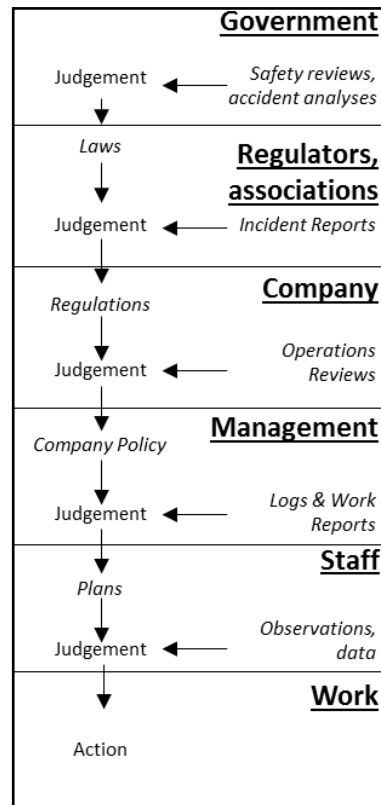 Government
Judgement
Safety reviews,
accident analyses
Laws
Regulators,
associations
Judgement
Incident Reports
Company
Regulations
Judgement
Operations
Reviews
Management
Company Policy
Judgement
Logs & Work
Reports
Staff
Plans
Judgement
Observations,
data
Work
Action